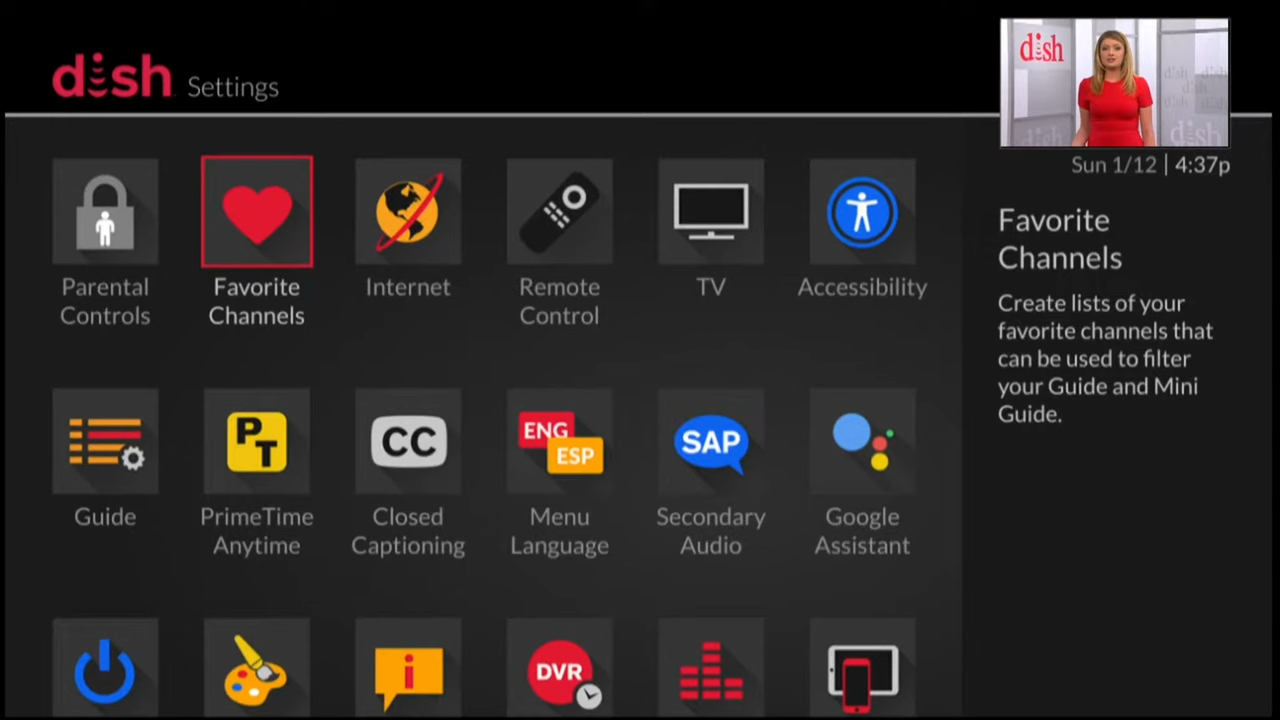 dish Settings
dish
dish
dish
Sun 1/12 | 4:37p
Parental
Controls
Favorite
Channels
Internet
Remote
Control
TV
Accessibility
Favorite
Channels
Create lists of your
favorite channels that
can be used to filter
your Guide and Mini
Guide.
PT
CC
ENG
ESP
SAP
Guide
PrimeTime
Anytime
Closed
Captioning
Menu
Language
Secondary
Audio
Google
Assistant
i
DVR